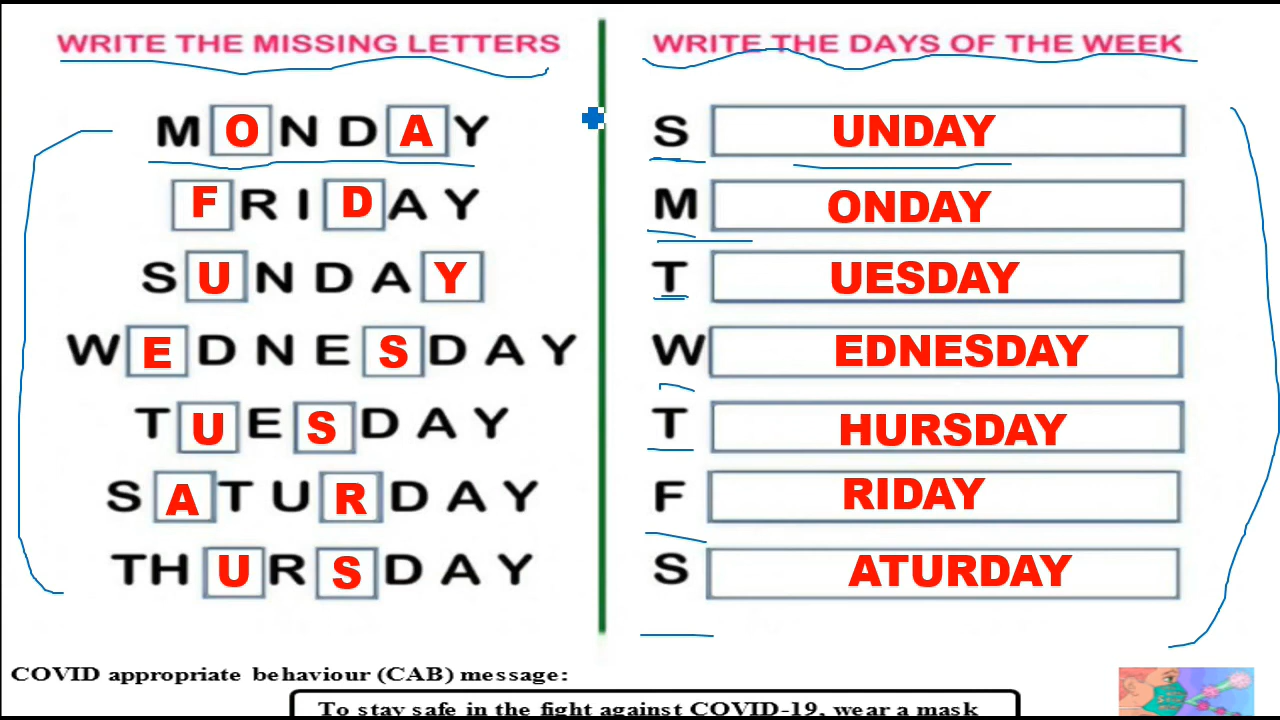 WRITE THE MISSING LETTERS
MONDAY
FRIDAY
SUNDAY
WEDNESDAY
TUESDAY
SATURDAY
THURSDAY
WRITE THE DAYS OF THE WEEK
S UNDAY
M ONDAY
T UESDAY
W EDNESDAY
T HURSDAY
F RIDAY
S ATURDAY
COVID appropriate behaviour (CAB) message:
To stay safe in the fight against COVID-19, wear a mask